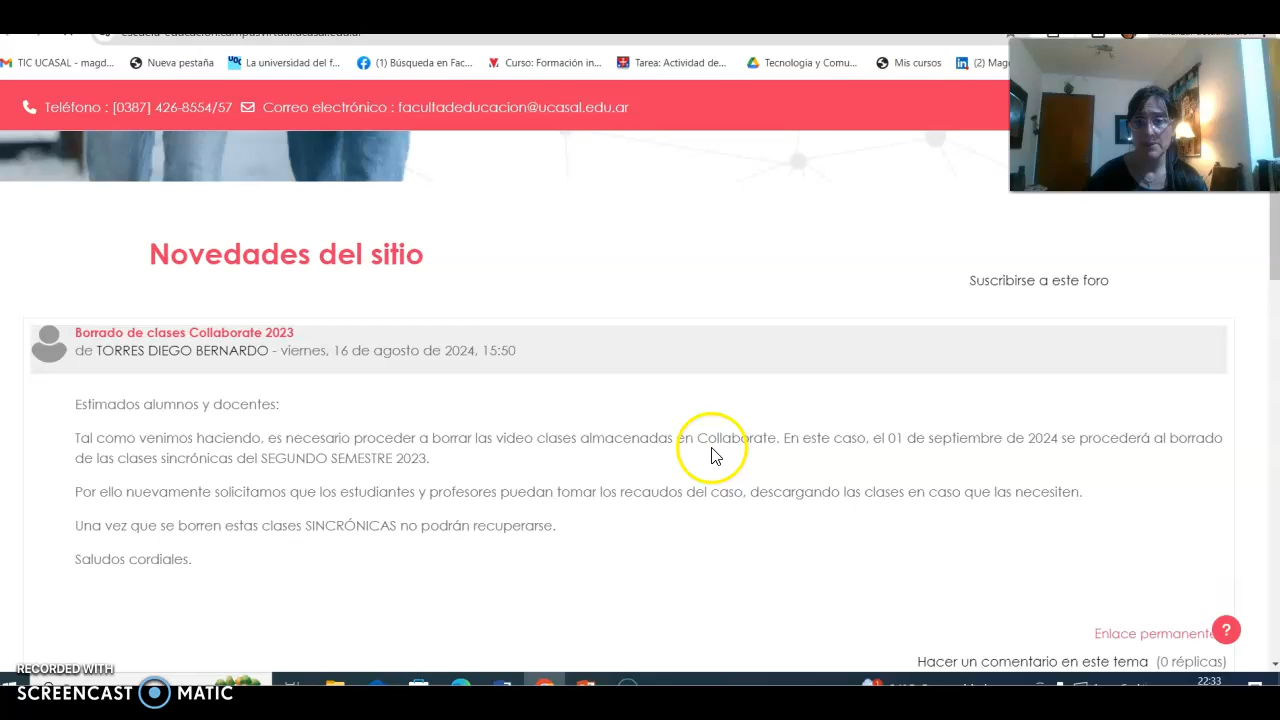 TIC UCASAL - magd... Nueva pestaña La universidad del f... (1) Búsqueda en Fac... Curso: Formación in... Tarea: Actividad de... Tecnologia y Comu... Mis cursos (2) Mag
Teléfono : [0387] 426-8554/57 Correo electrónico : facultadeducacion@ucasal.edu.ar
Novedades del sitio
Suscribirse a este foro
Borrado de clases Collaborate 2023
de TORRES DIEGO BERNARDO - viernes, 16 de agosto de 2024, 15:50
Estimados alumnos y docentes:
Tal como venimos haciendo, es necesario proceder a borrar las video clases almacenadas en Collaborate. En este caso, el 01 de septiembre de 2024 se procederá al borrado
de las clases sincrónicas del SEGUNDO SEMESTRE 2023.
Por ello nuevamente solicitamos que los estudiantes y profesores puedan tomar los recaudos del caso, descargando las clases en caso que las necesiten.
Una vez que se borren estas clases SINCRÓNICAS no podrán recuperarse.
Saludos cordiales.
Enlace permanente ?
Hacer un comentario en este tema (0 réplicas)
RECORDED WITH
SCREENCAST MATIC
22:33